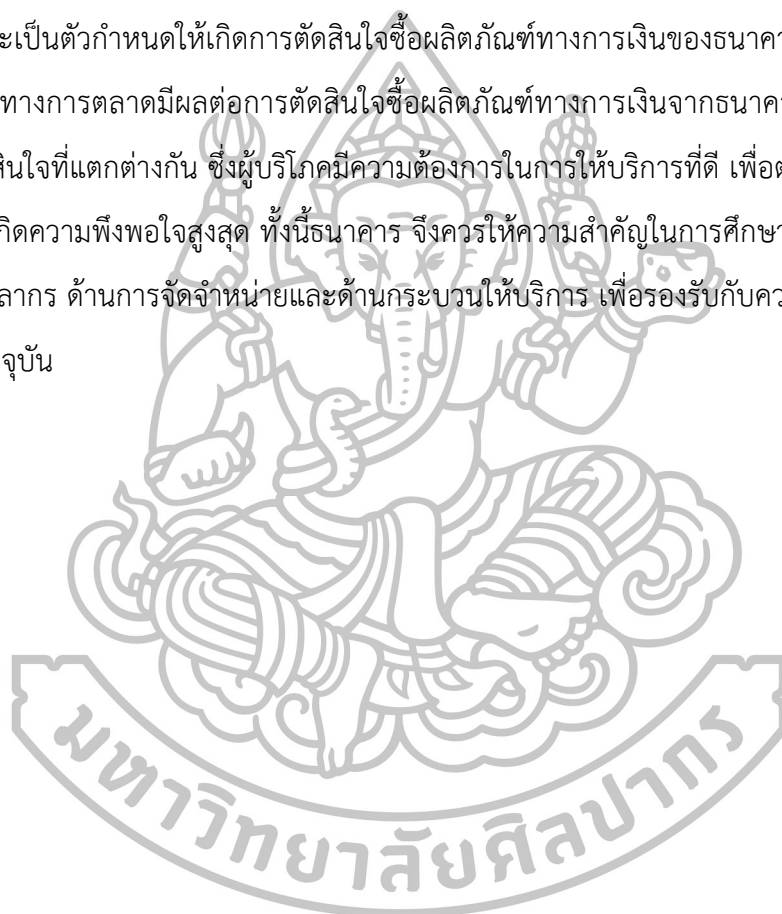 ะเป็นตัวกำหนดให้เกิดการตัดสินใจซื้อผลิตภัณฑ์ทางการเงินของธนาคา
ทางการตลาดมีผลต่อการตัดสินใจซื้อผลิตภัณฑ์ทางการเงินจากธนาคา
สินใจที่แตกต่างกัน ซึ่งผู้บริโภคมีความต้องการในการให้บริการที่ดี เพื่อต
กิดความพึงพอใจสูงสุด ทั้งนี้ธนาคาร จึงควรให้ความสำคัญในการศึกษา
ลากร ด้านการจัดจำหน่ายและด้านกระบวนให้บริการ เพื่อรองรับกับคว
จุบัน
มหาวิทยาลัยศิลปากร